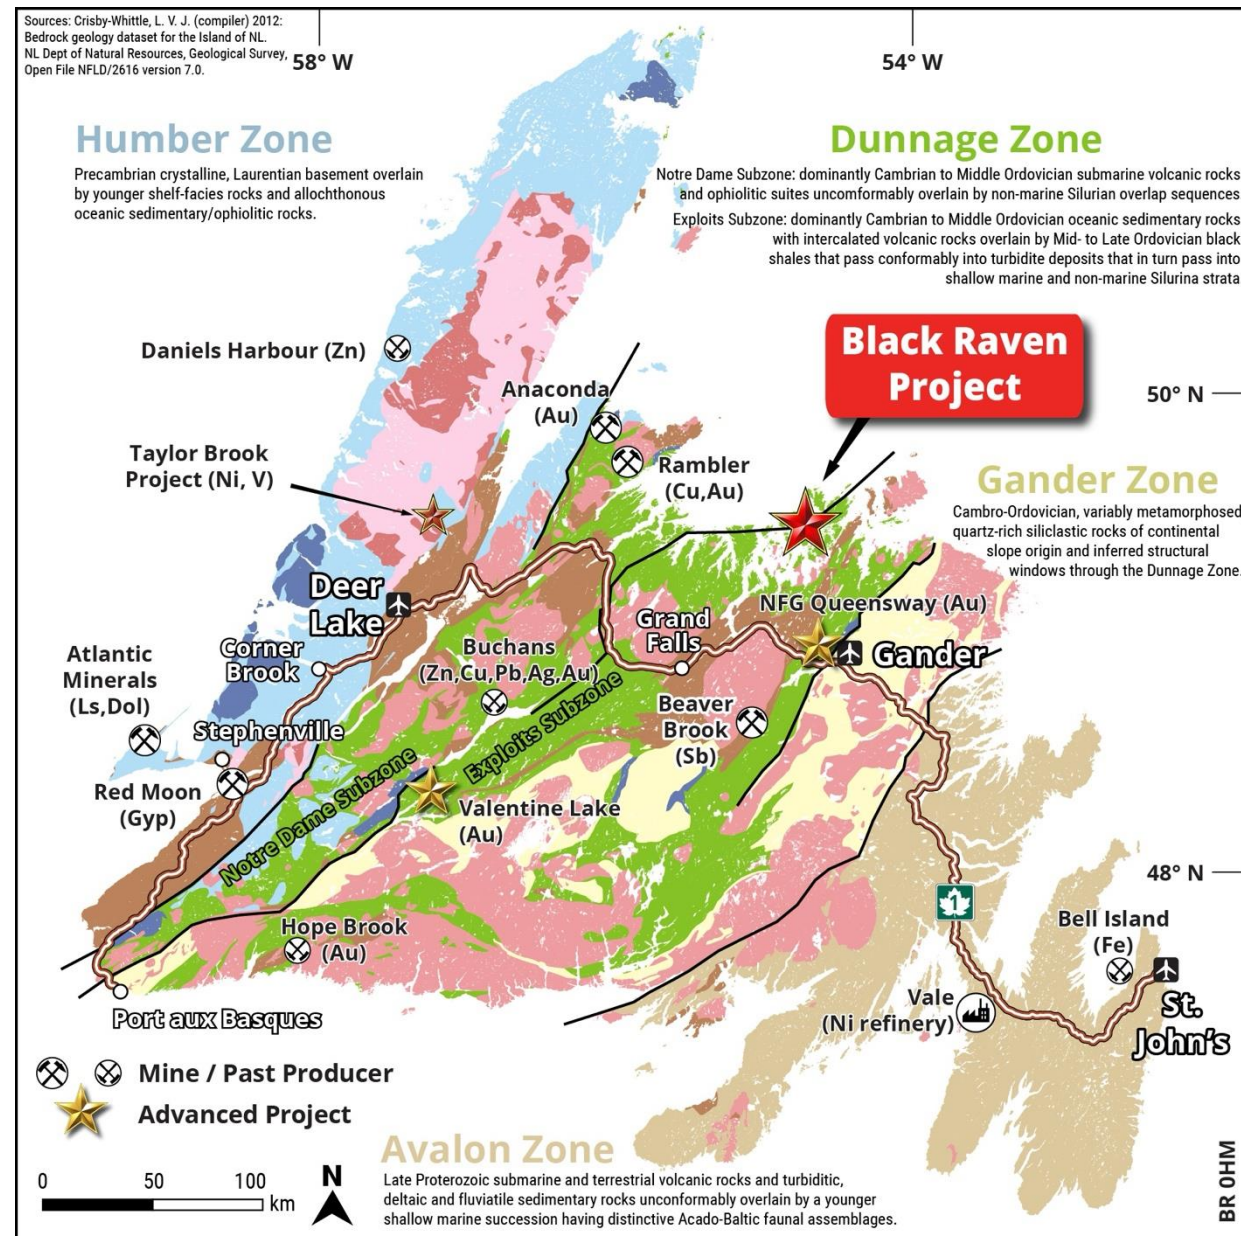 Sources: Crisby-Whittle, L. V. J. (compiler) 2012:
Bedrock geology dataset for the Island of NL.
NL Dept of Natural Resources, Geological Survey,
Open File NFLD/2616 version 7.0.
58° W
54° W
Humber Zone
Precambrian crystalline, Laurentian basement overlain
by younger shelf-facies rocks and allochthonous
oceanic sedimentary/ophiolitic rocks.
Dunnage Zone
Notre Dame Subzone: dominantly Cambrian to Middle Ordovician submarine volcanic rocks
and ophiolitic suites uncomformably overlain by non-marine Silurian overlap sequences
Exploits Subzone: dominantly Cambrian to Middle Ordovician oceanic sedimentary rocks
with intercalated volcanic rocks overlain by Mid- to Late Ordovician black
shales that pass conformably into turbidite deposits that in turn pass into
shallow marine and non-marine Silurina strata
Daniels Harbour (Zn)
Black Raven
Project
50° N
Anaconda
(Au)
Taylor Brook
Project (Ni, V)
Rambler
(Cu,Au)
Gander Zone
Cambro-Ordovician, variably metamorphosed
quartz-rich siliclastic rocks of continental
slope origin and inferred structural
windows through the Dunnage Zone.
Deer
Lake
NFG Queensway (Au)
Grand
Falls
Corner
Brook
Buchans
(Zn,Cu,Pb,Ag,Au)
Gander
Atlantic
Minerals
(Ls,Dol)
Stephenville
Exploits Subzone
Beaver
Brook
(Sb)
Red Moon
(Gyp)
Notre Dame Subzone
Valentine Lake
(Au)
48° N
1
Hope Brook
(Au)
Bell Island
(Fe)
Port aux Basques
Vale
(Ni refinery)
St.
John's
Mine / Past Producer
Advanced Project
0 50 100
km
N
Avalon Zone
Late Proterozoic submarine and terrestrial volcanic rocks and turbiditic,
deltaic and fluviatile sedimentary rocks unconformably overlain by a younger
shallow marine succession having distinctive Acado-Baltic faunal assemblages.
BR 0HM